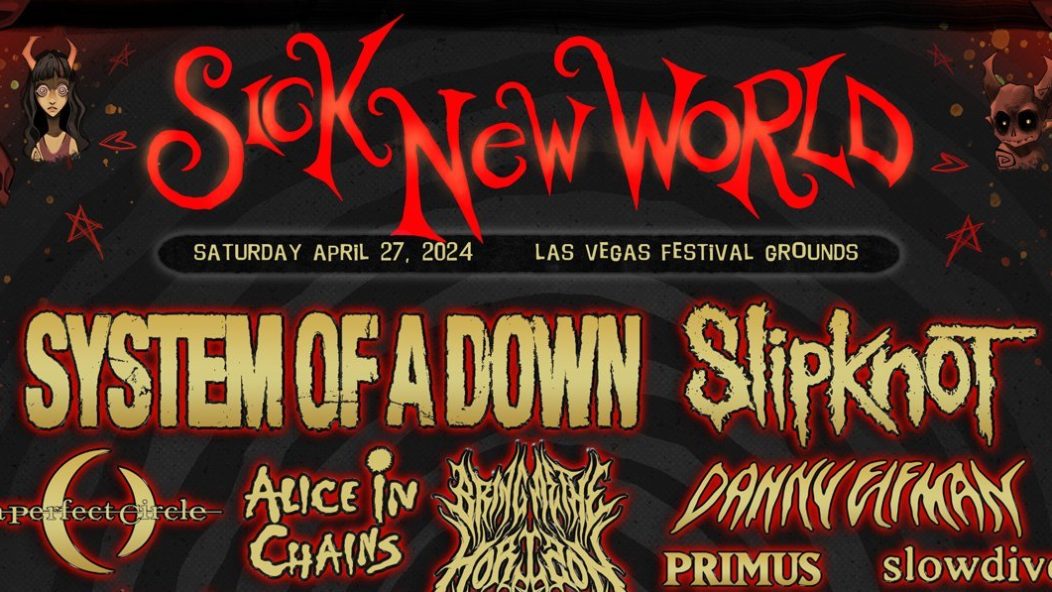 Sick New World
SATURDAY APRIL 27, 2024 LAS VEGAS FESTIVAL GROUNDS
SYSTEM OF A DOWN
Slipknot
a perfect circle
ALICE IN
CHAINS
BRING ME THE
HORIZON
DANNY ELFMAN
PRIMUS
slowdive